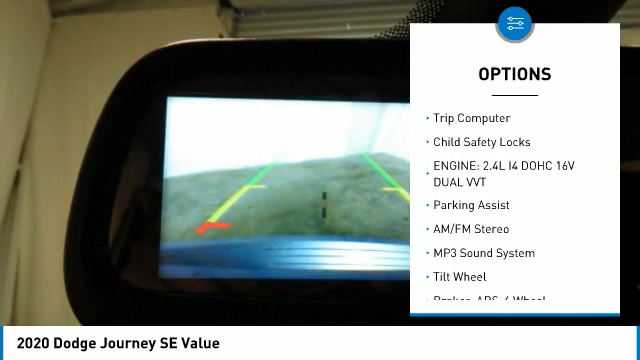 OPTIONS
Trip Computer
Child Safety Locks
ENGINE: 2.4L I4 DOHC 16V
DUAL VVT
Parking Assist
AM/FM Stereo
MP3 Sound System
Tilt Wheel
2020 Dodge Journey SE Value